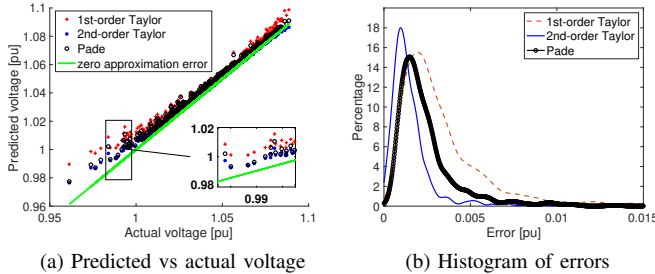 1st-order Taylor
2nd-order Taylor
Pade
zero approximation error
Predicted voltage [pu]
1.1
1.08
1.06
1.04
1.02
1
0.98
0.96
1.02
1
0.98
0.99
0.95
1
1.05
1.1
Actual voltage [pu]
(a) Predicted vs actual voltage
1st-order Taylor
2nd-order Taylor
Pade
Percentage
20
18
16
14
12
10
8
6
4
2
0
0
0.005
0.01
0.015
Error [pu]
(b) Histogram of errors